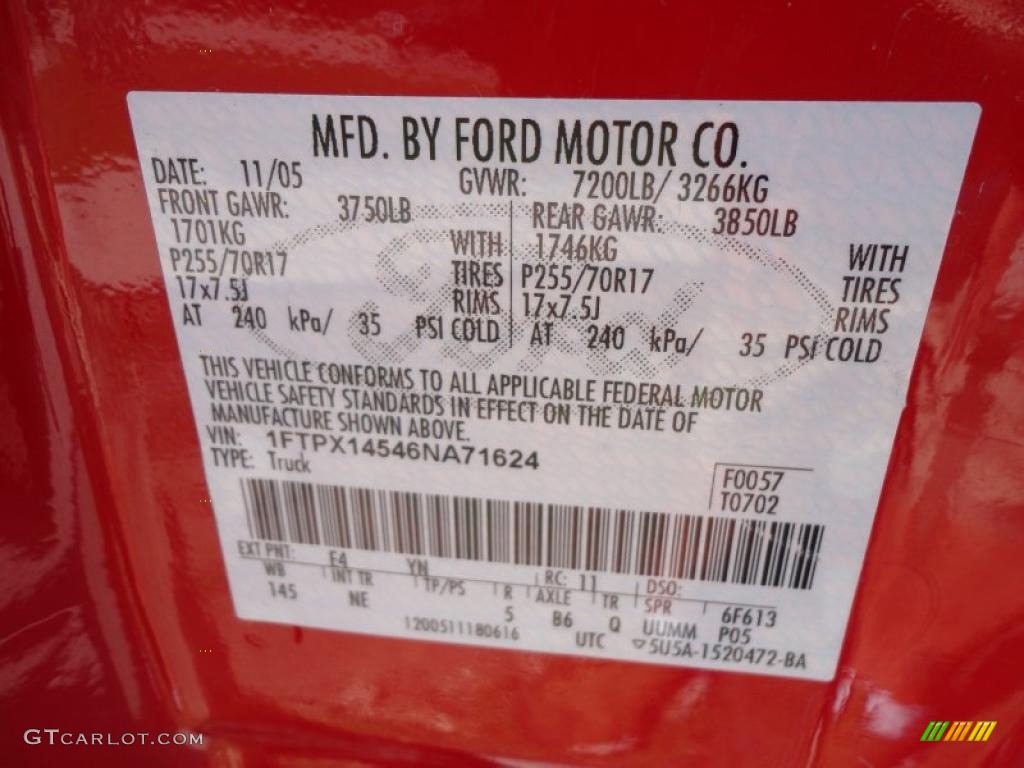 MFD. BY FORD MOTOR CO.
DATE: 11/05 GVWR: 7200LB/ 3266KG
FRONT GAWR: 3750LB REAR GAWR: 3850LB
1701KG WITH 1746KG WITH
P255/70R17 TIRES P255/70R17 TIRES
17x7.5J RIMS 17x7.5J RIMS
AT 240 kPa/ 35 PSI COLD AT 240 kPa/ 35 PSI COLD
THIS VEHICLE CONFORMS TO ALL APPLICABLE FEDERAL MOTOR
VEHICLE SAFETY STANDARDS IN EFFECT ON THE DATE OF
MANUFACTURE SHOWN ABOVE.
VIN: 1FTPX14546NA71624
TYPE: Truck
F0057
T0702
EXT PNT: E4 YN RC: 11 DSO:
WB INT TR TP/PS R AXLE TR SPR 6F613
145 NE 5 B6 Q UUMM P05
1200511180616 UTC ▽5U5A-1520472-BA
Ford
GTCARLOT.COM